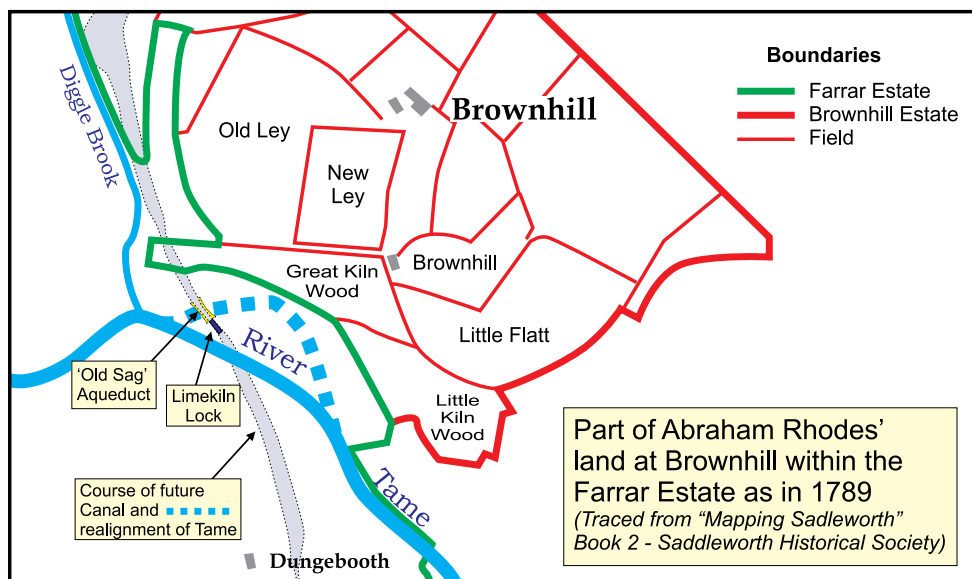 Boundaries
Farrar Estate
Brownhill Estate
Field
Diggle Brook
Old Ley
Brownhill
New
Ley
Great Kiln
Wood
Brownhill
Little Flatt
River
'Old Sag'
Aqueduct
Limekiln
Lock
Little
Kiln
Wood
Tame
Course of future
Canal and
realignment of Tame
Dungebooth
Part of Abraham Rhodes'
land at Brownhill within the
Farrar Estate as in 1789
(Traced from “Mapping Sadleworth”
Book 2 - Saddleworth Historical Society)